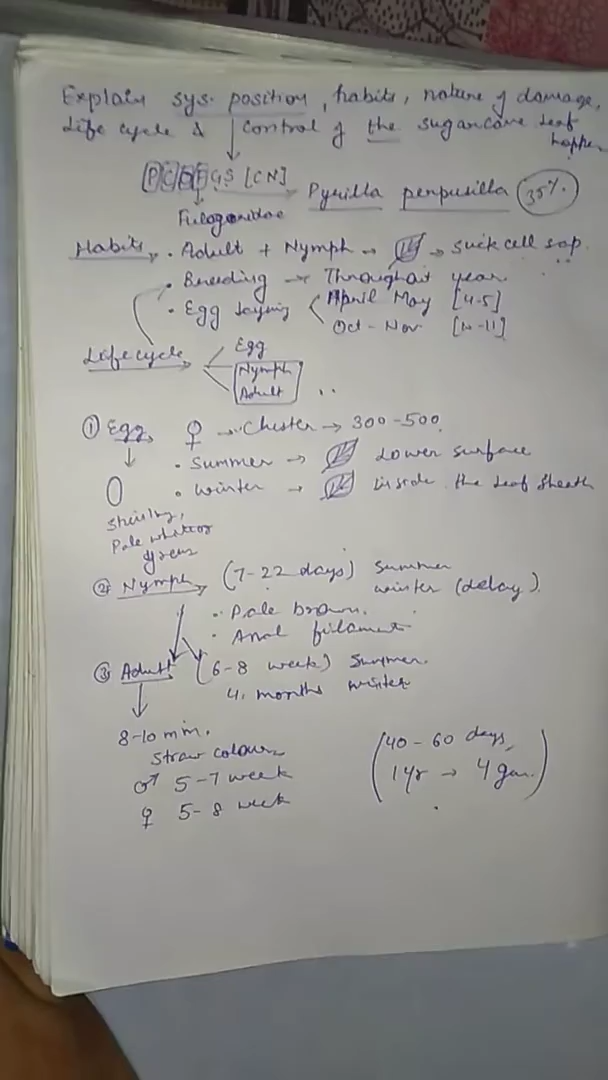 Explain sys. position, habits, nature of damage,
Life cycle & control of the sugarcane leaf
hopper
[PCOFGS [CN]
Pyrilla perpusilla 35%
Fulgoridae
Habits → • Adult + Nymph → → suck cell sap.
• Breeding → Throughout year
• Egg laying < April May [4-5]
Oct - Nov [10-11]
Lifecycle → Egg
Nymph
Adult
① Egg, ♀ → Cluster → 300-500.
• Summer → Lower surface
• Winter → inside the leaf sheath
Pale
green
② Nymph → (7-22 days) Summer
winter (delay).
• Pale brown.
• Anal filament
③ Adult (6-8 week) Summer.
4. months winter
8-10 mm.
Straw colour
♂ 5-7 week
♀ 5-8 week
(40-60 days,
1 yr → 4 gen.)